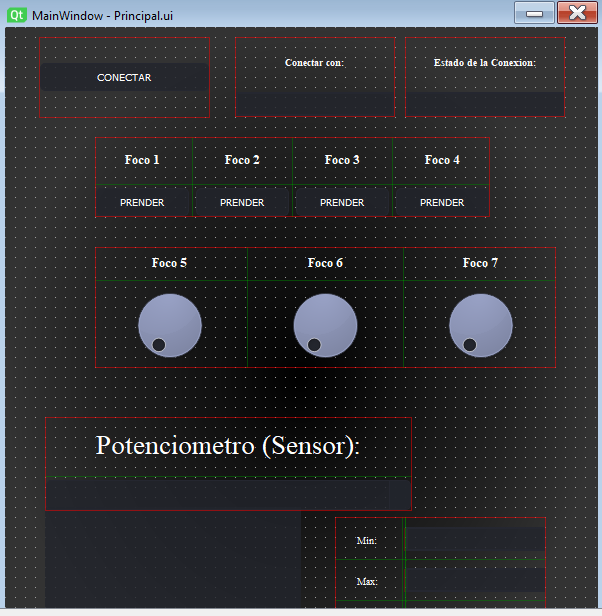 Qt MainWindow - Principal.ui
CONECTAR
Conectar con:
Estado de la Conexion:
Foco 1 Foco 2 Foco 3 Foco 4
PRENDER PRENDER PRENDER PRENDER
Foco 5 Foco 6 Foco 7
Potenciometro (Sensor):
Min:
Max: